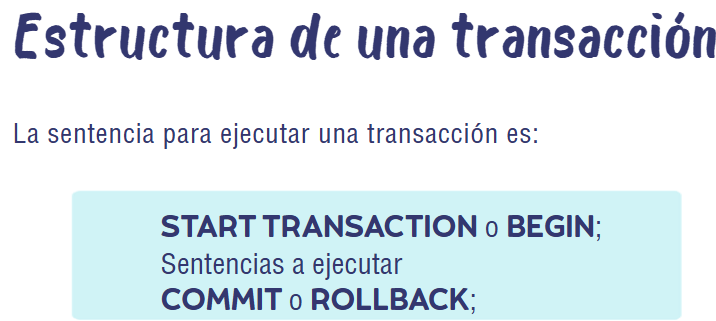 Estructura de una transacción
La sentencia para ejecutar una transacción es:
START TRANSACTION o BEGIN;
Sentencias a ejecutar
COMMIT o ROLLBACK;